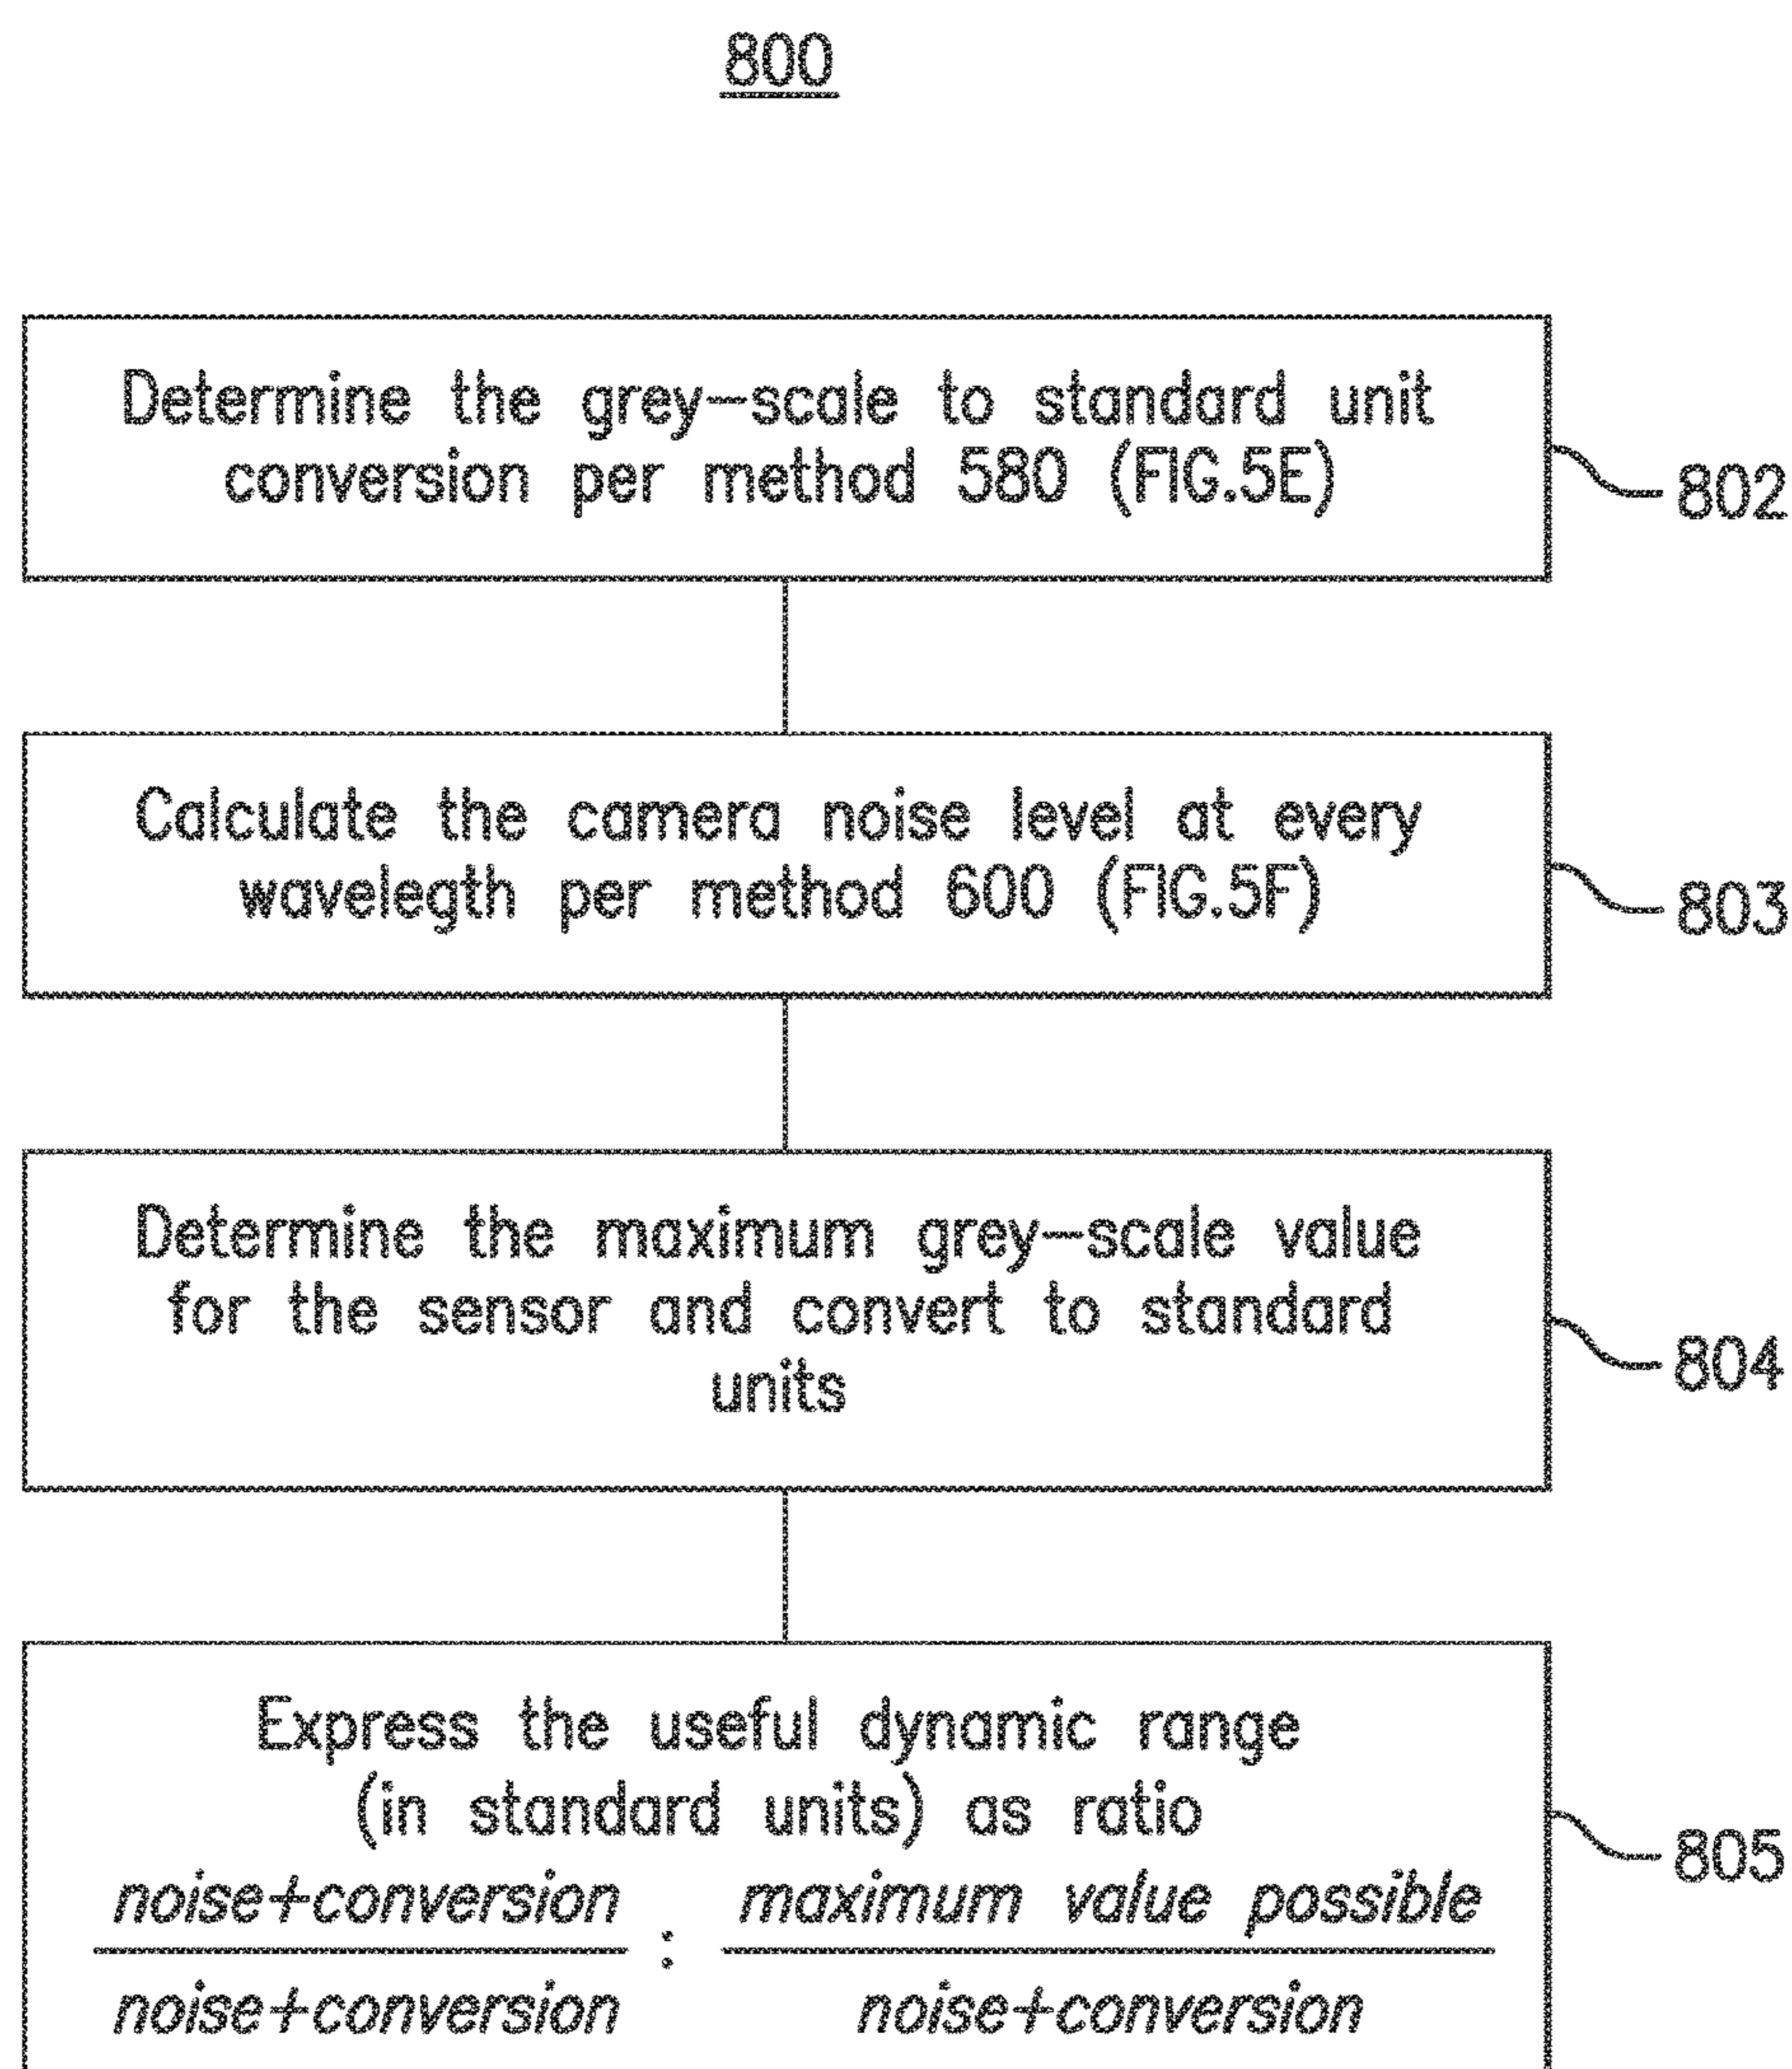 800
Determine the grey-scale to standard unit
conversion per method 580 (FIG.5E)
802
Calculate the camera noise level at every
wavelegth per method 600 (FIG.5F)
803
Determine the maximum grey-scale value
for the sensor and convert to standard
units
804
Express the useful dynamic range
(in standard units) as ratio
805
noise+conversion : maximum value possible
noise+conversion noise+conversion